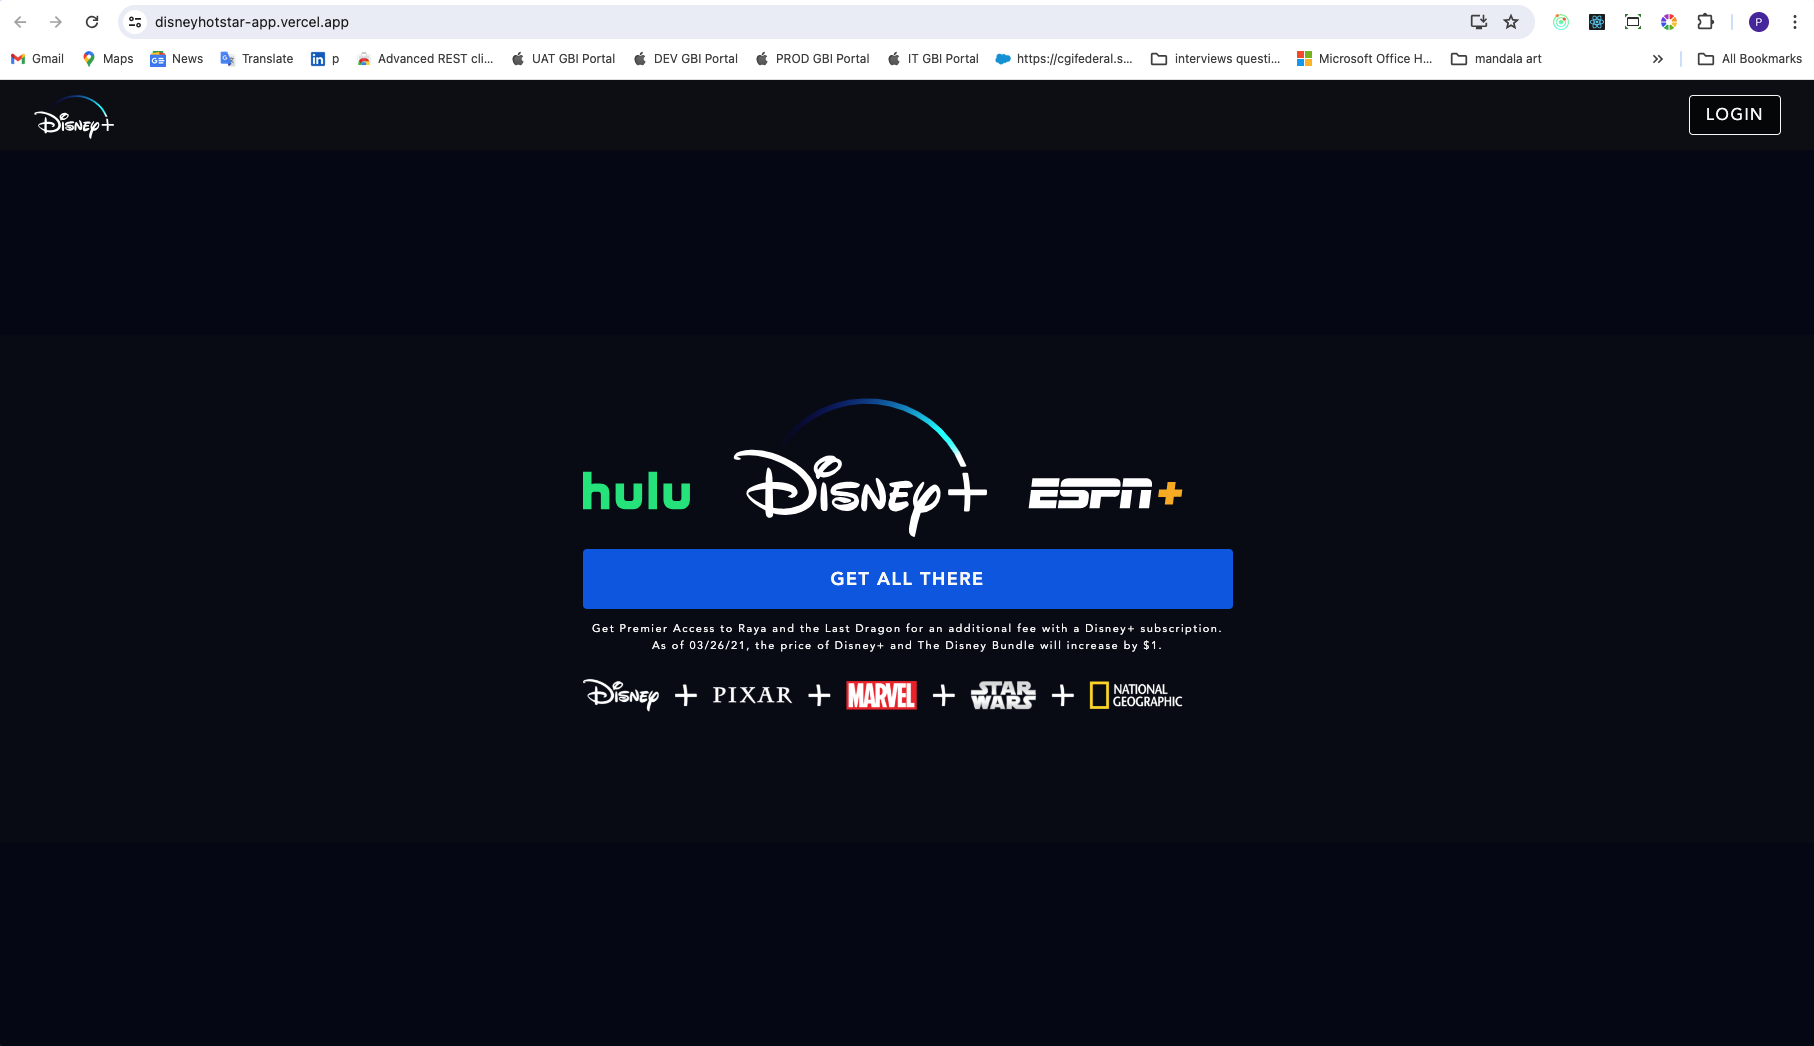 disneyhotstar-app.vercel.app
P
Gmail
Maps
News
Translate
p
Advanced REST cli...
UAT GBI Portal
DEV GBI Portal
PROD GBI Portal
IT GBI Portal
https://cgifederal.s...
interviews questi...
Microsoft Office H...
mandala art
All Bookmarks
Disney+
LOGIN
hulu
Disney+
ESPN+
GET ALL THERE
Get Premier Access to Raya and the Last Dragon for an additional fee with a Disney+ subscription.
As of 03/26/21, the price of Disney+ and The Disney Bundle will increase by $1.
Disney + PIXAR + MARVEL + STAR WARS + NATIONAL GEOGRAPHIC